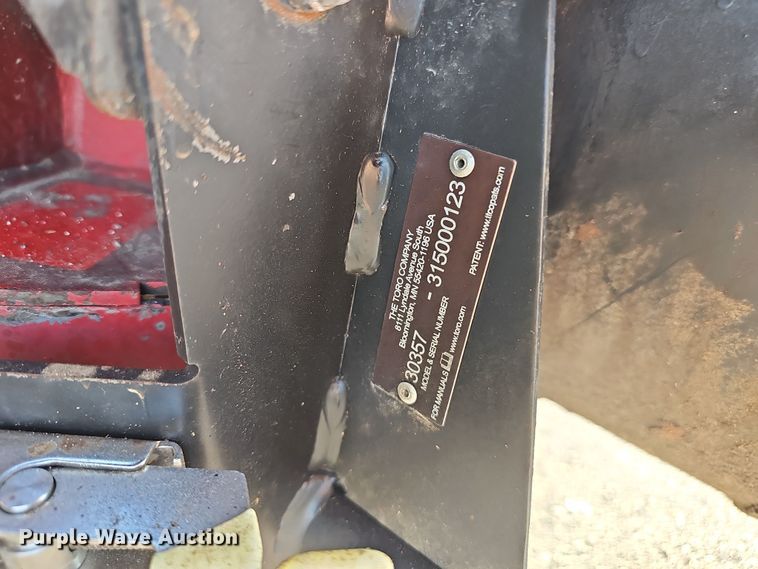 THE TORO COMPANY
8111 Lyndale Avenue South
Bloomington, MN 55420-1196 USA
30357 - 315000123
MODEL & SERIAL NUMBER
FOR MANUALS www.toro.com
PATENT: www.ttcopats.com
Purple Wave Auction